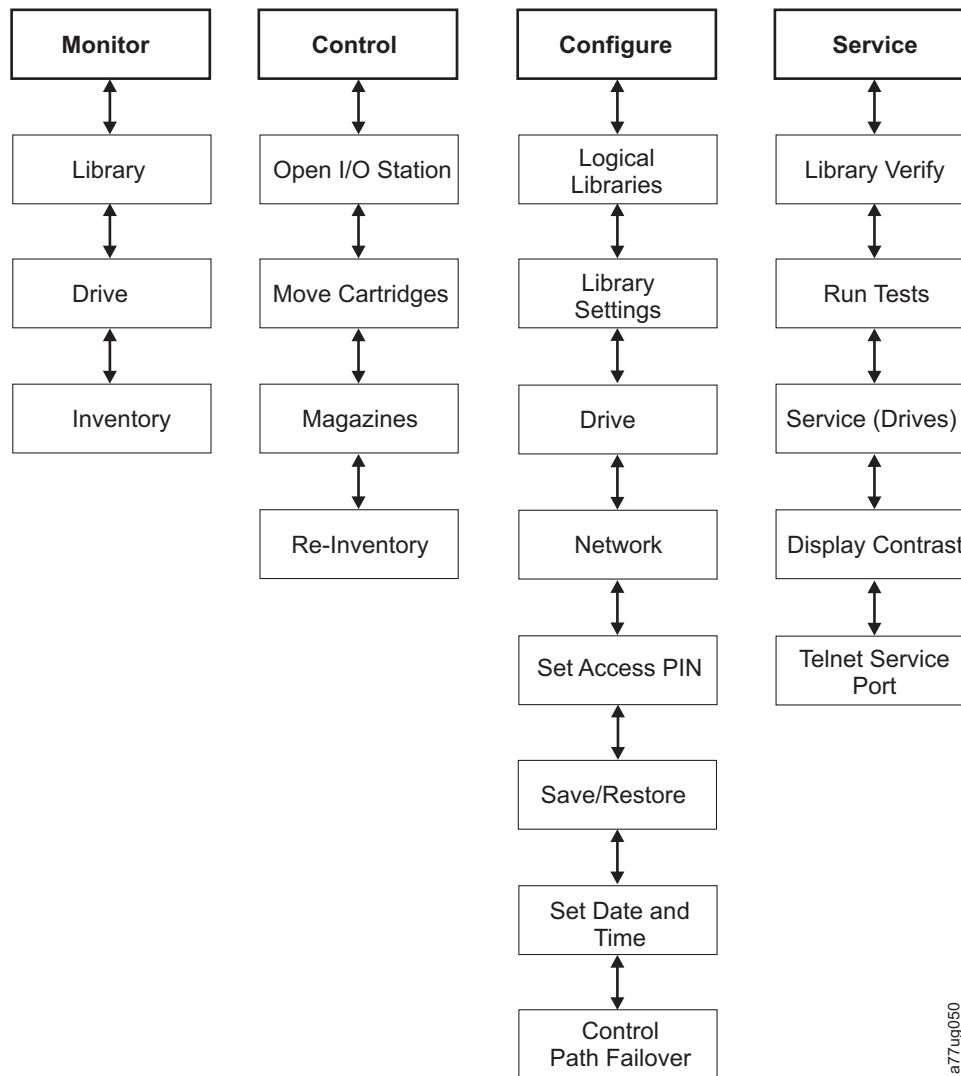 Monitor
Library
Drive
Inventory
Control
Open I/O Station
Move Cartridges
Magazines
Re-Inventory
Configure
Logical
Libraries
Library
Settings
Drive
Network
Set Access PIN
Save/Restore
Set Date and
Time
Control
Path Failover
Service
Library Verify
Run Tests
Service (Drives)
Display Contrast
Telnet Service
Port
a77ug050